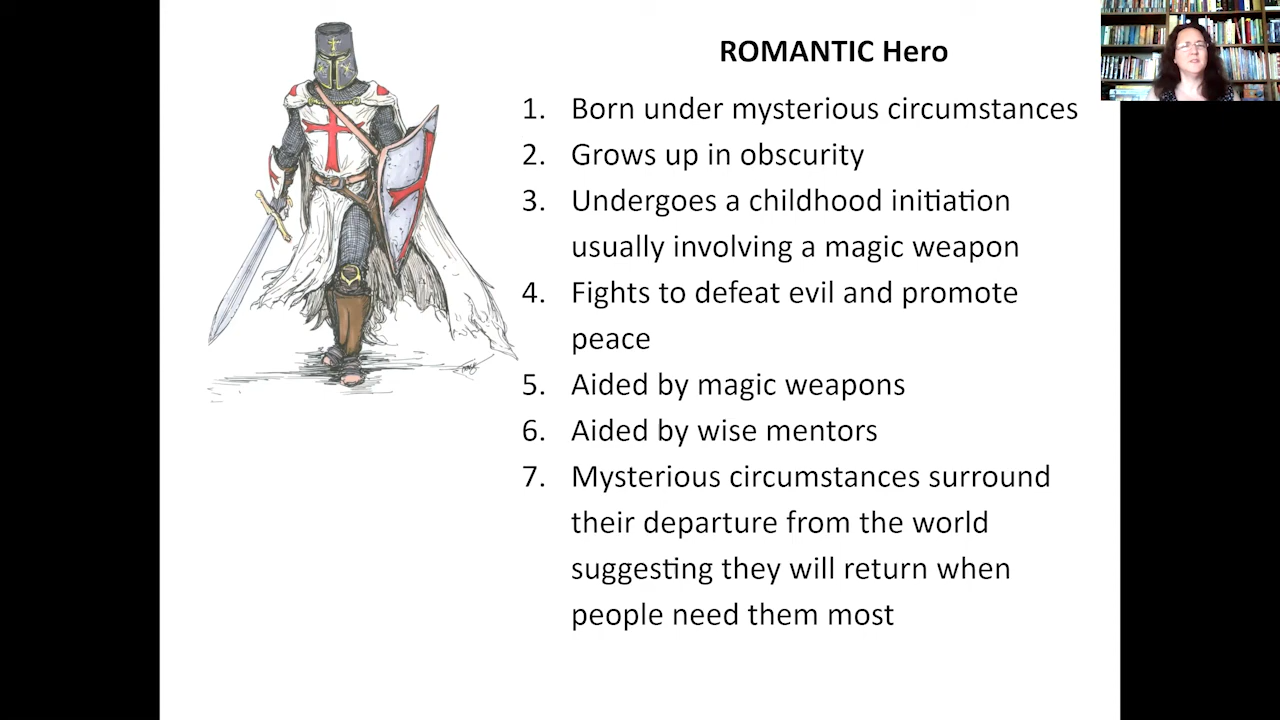 ROMANTIC Hero
1. Born under mysterious circumstances
2. Grows up in obscurity
3. Undergoes a childhood initiation
usually involving a magic weapon
4. Fights to defeat evil and promote
peace
5. Aided by magic weapons
6. Aided by wise mentors
7. Mysterious circumstances surround
their departure from the world
suggesting they will return when
people need them most